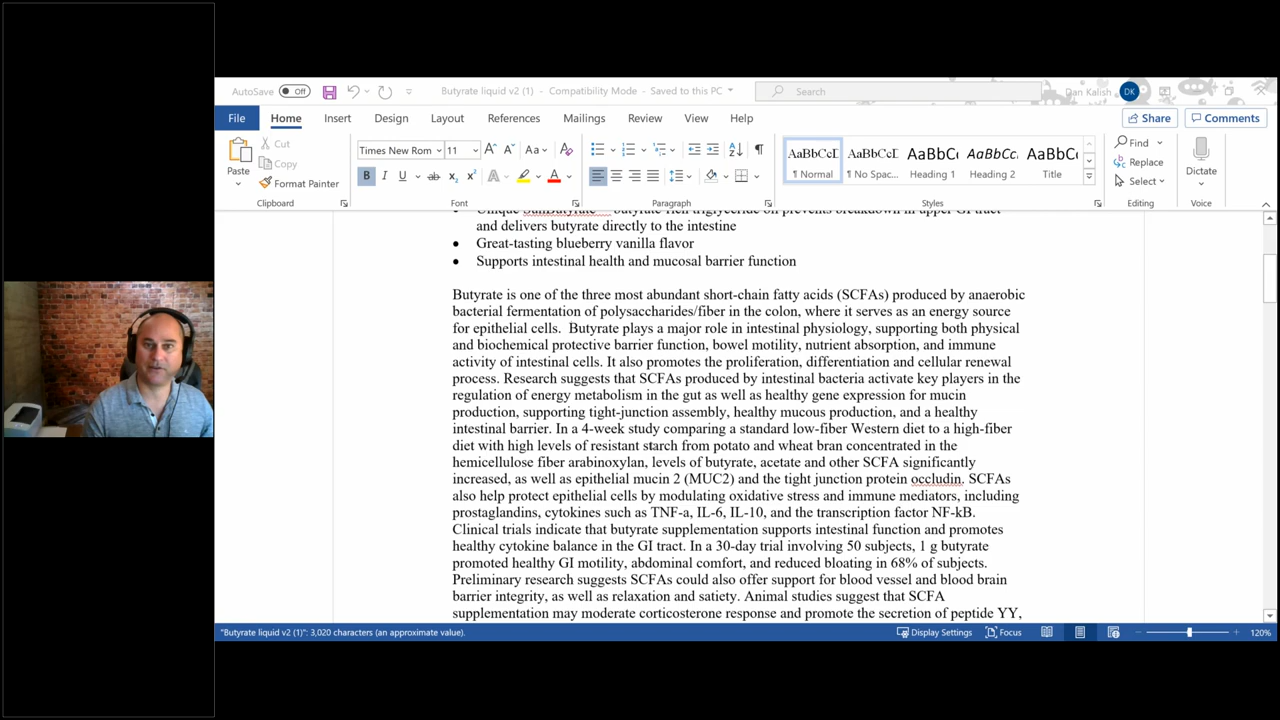 AutoSave Off Butyrate liquid v2 (1) - Compatibility Mode - Saved to this PC Search Dan Kalish DK
File Home Insert Design Layout References Mailings Review View Help Share Comments
Paste Cut Copy Format Painter
Times New Rom 11 Aa
B I U ab x₂ x² A A
AaBbCcD AaBbCcD AaBbCc AaBbCc AaBbC
¶ Normal ¶ No Spac... Heading 1 Heading 2 Title
Find Replace Select Dictate
Clipboard Font Paragraph Styles Editing Voice
• Unique SunButyrate™ butyrate rich triglyceride oil prevents breakdown in upper GI tract
and delivers butyrate directly to the intestine
• Great-tasting blueberry vanilla flavor
• Supports intestinal health and mucosal barrier function
Butyrate is one of the three most abundant short-chain fatty acids (SCFAs) produced by anaerobic
bacterial fermentation of polysaccharides/fiber in the colon, where it serves as an energy source
for epithelial cells.  Butyrate plays a major role in intestinal physiology, supporting both physical
and biochemical protective barrier function, bowel motility, nutrient absorption, and immune
activity of intestinal cells. It also promotes the proliferation, differentiation and cellular renewal
process. Research suggests that SCFAs produced by intestinal bacteria activate key players in the
regulation of energy metabolism in the gut as well as healthy gene expression for mucin
production, supporting tight-junction assembly, healthy mucous production, and a healthy
intestinal barrier. In a 4-week study comparing a standard low-fiber Western diet to a high-fiber
diet with high levels of resistant starch from potato and wheat bran concentrated in the
hemicellulose fiber arabinoxylan, levels of butyrate, acetate and other SCFA significantly
increased, as well as epithelial mucin 2 (MUC2) and the tight junction protein occludin. SCFAs
also help protect epithelial cells by modulating oxidative stress and immune mediators, including
prostaglandins, cytokines such as TNF-a, IL-6, IL-10, and the transcription factor NF-kB.
Clinical trials indicate that butyrate supplementation supports intestinal function and promotes
healthy cytokine balance in the GI tract. In a 30-day trial involving 50 subjects, 1 g butyrate
promoted healthy GI motility, abdominal comfort, and reduced bloating in 68% of subjects.
Preliminary research suggests SCFAs could also offer support for blood vessel and blood brain
barrier integrity, as well as relaxation and satiety. Animal studies suggest that SCFA
supplementation may moderate corticosterone response and promote the secretion of peptide YY,
"Butyrate liquid v2 (1)": 3,020 characters (an approximate value). Display Settings Focus 120%